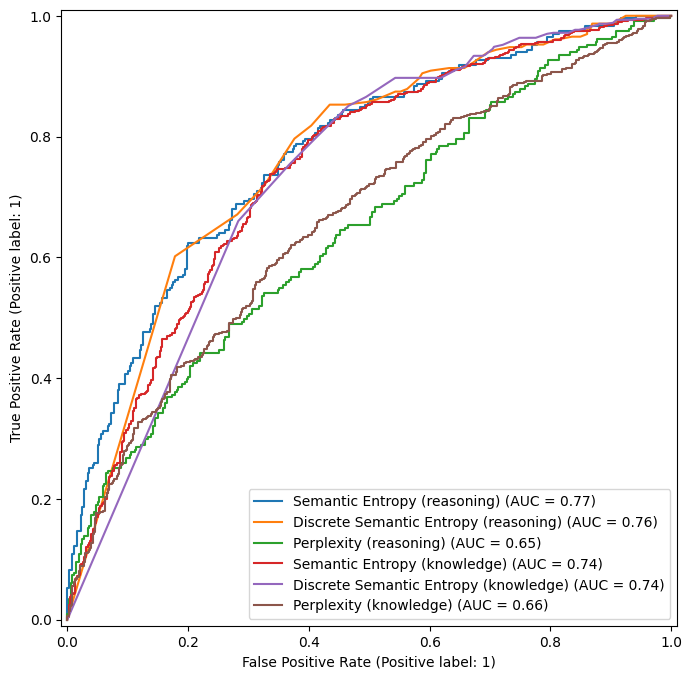 1.0
0.8
0.6
0.4
0.2
0.0
True Positive Rate (Positive label: 1)
Semantic Entropy (reasoning) (AUC = 0.77)
Discrete Semantic Entropy (reasoning) (AUC = 0.76)
Perplexity (reasoning) (AUC = 0.65)
Semantic Entropy (knowledge) (AUC = 0.74)
Discrete Semantic Entropy (knowledge) (AUC = 0.74)
Perplexity (knowledge) (AUC = 0.66)
0.0 0.2 0.4 0.6 0.8 1.0
False Positive Rate (Positive label: 1)